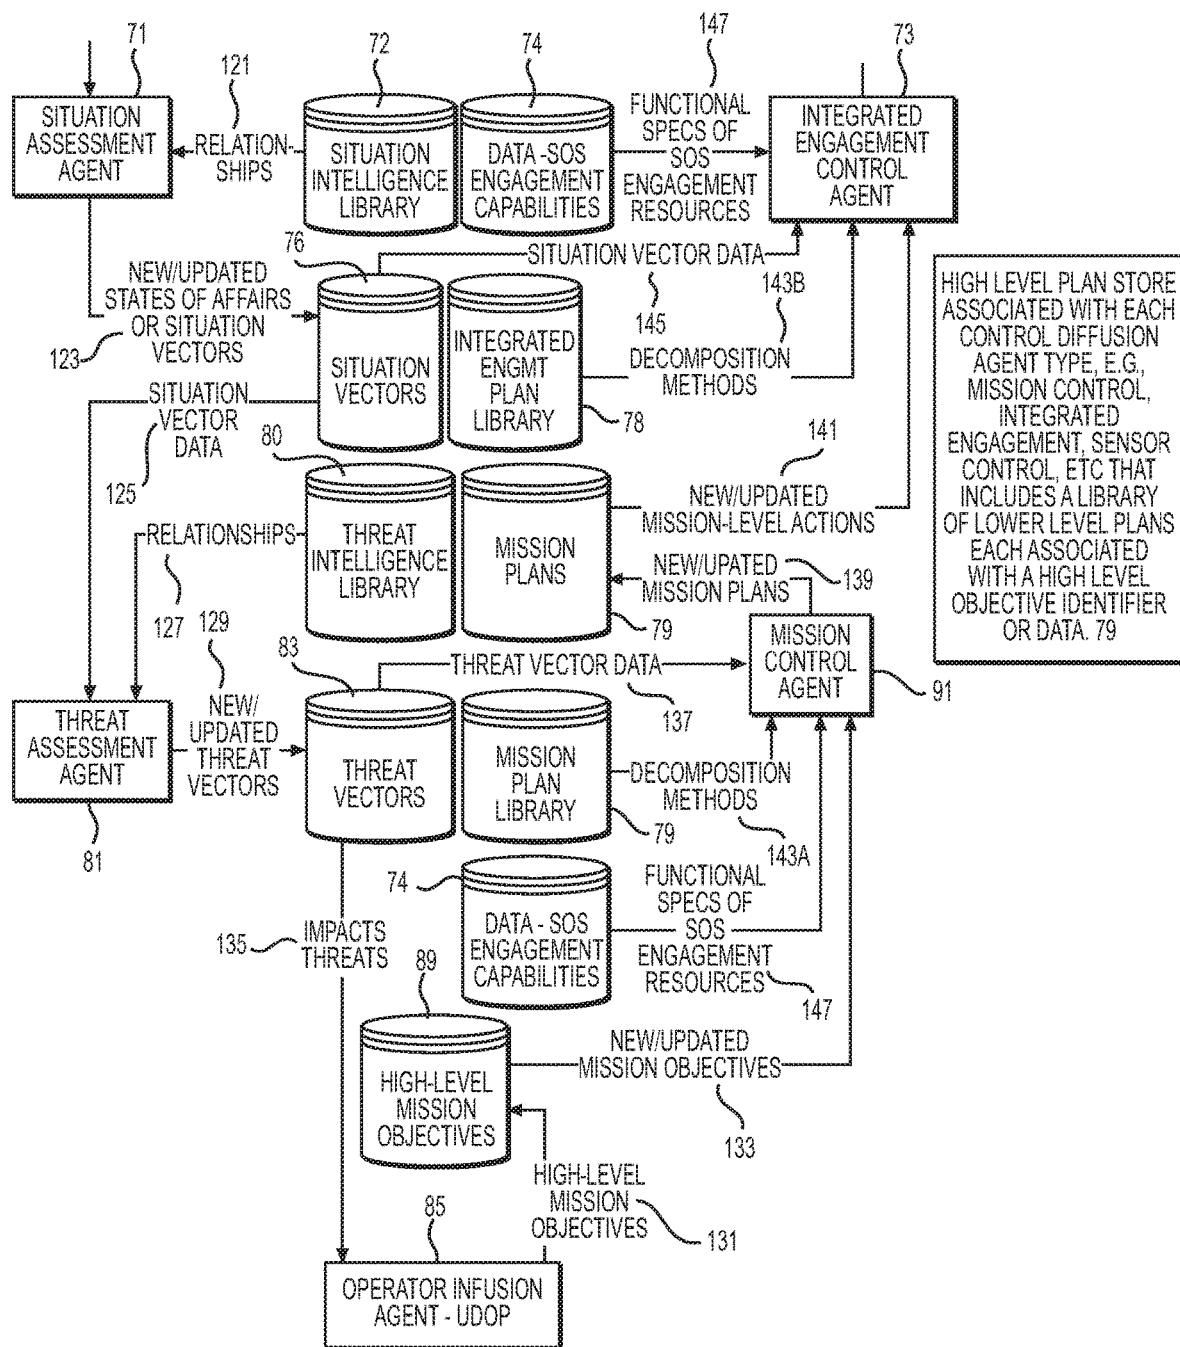 71
SITUATION
ASSESSMENT
AGENT
121
RELATION-
SHIPS
72
SITUATION
INTELLIGENCE
LIBRARY
74
DATA -SOS
ENGAGEMENT
CAPABILITIES
147
FUNCTIONAL
SPECS OF
SOS
ENGAGEMENT
RESOURCES
73
INTEGRATED
ENGAGEMENT
CONTROL
AGENT
NEW/UPDATED
STATES OF AFFAIRS
OR SITUATION
VECTORS
123
76
SITUATION
VECTORS
SITUATION VECTOR DATA
145
INTEGRATED
ENGMT
PLAN
LIBRARY
78
143B
DECOMPOSITION
METHODS
HIGH LEVEL PLAN STORE
ASSOCIATED WITH EACH
CONTROL DIFFUSION
AGENT TYPE, E.G.,
MISSION CONTROL,
INTEGRATED
ENGAGEMENT, SENSOR
CONTROL, ETC THAT
INCLUDES A LIBRARY
OF LOWER LEVEL PLANS
EACH ASSOCIATED
WITH A HIGH LEVEL
OBJECTIVE IDENTIFIER
OR DATA. 79
SITUATION
VECTOR
DATA
125
80
THREAT
INTELLIGENCE
LIBRARY
RELATIONSHIPS
127
MISSION
PLANS
79
141
NEW/UPDATED
MISSION-LEVEL ACTIONS
NEW/UPATED
MISSION PLANS
139
MISSION
CONTROL
AGENT
91
129
NEW/
UPDATED
THREAT
VECTORS
THREAT
ASSESSMENT
AGENT
81
83
THREAT
VECTORS
THREAT VECTOR DATA
137
MISSION
PLAN
LIBRARY
79
DECOMPOSITION
METHODS
143A
74
DATA - SOS
ENGAGEMENT
CAPABILITIES
FUNCTIONAL
SPECS OF
SOS
ENGAGEMENT
RESOURCES
147
135
IMPACTS
THREATS
89
HIGH-LEVEL
MISSION
OBJECTIVES
NEW/UPDATED
MISSION OBJECTIVES
133
HIGH-LEVEL
MISSION
OBJECTIVES
131
85
OPERATOR INFUSION
AGENT - UDOP